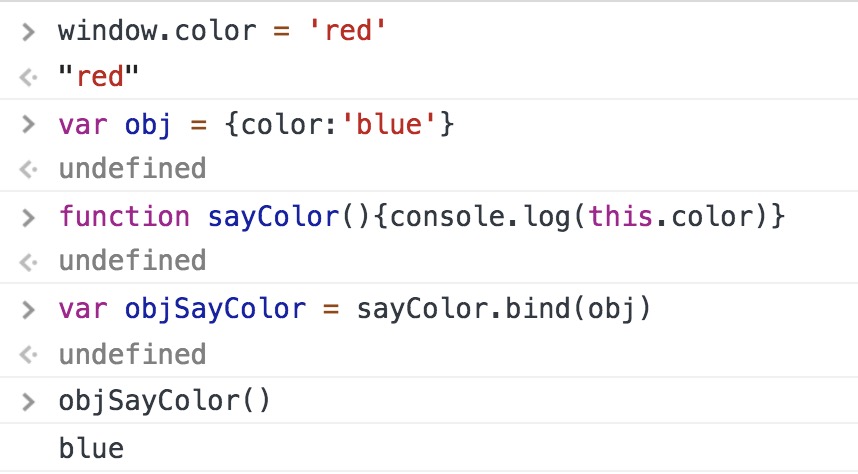 > window.color = 'red'
<· "red"
> var obj = {color:'blue'}
<· undefined
> function sayColor(){console.log(this.color)}
<· undefined
> var objSayColor = sayColor.bind(obj)
<· undefined
> objSayColor()
blue